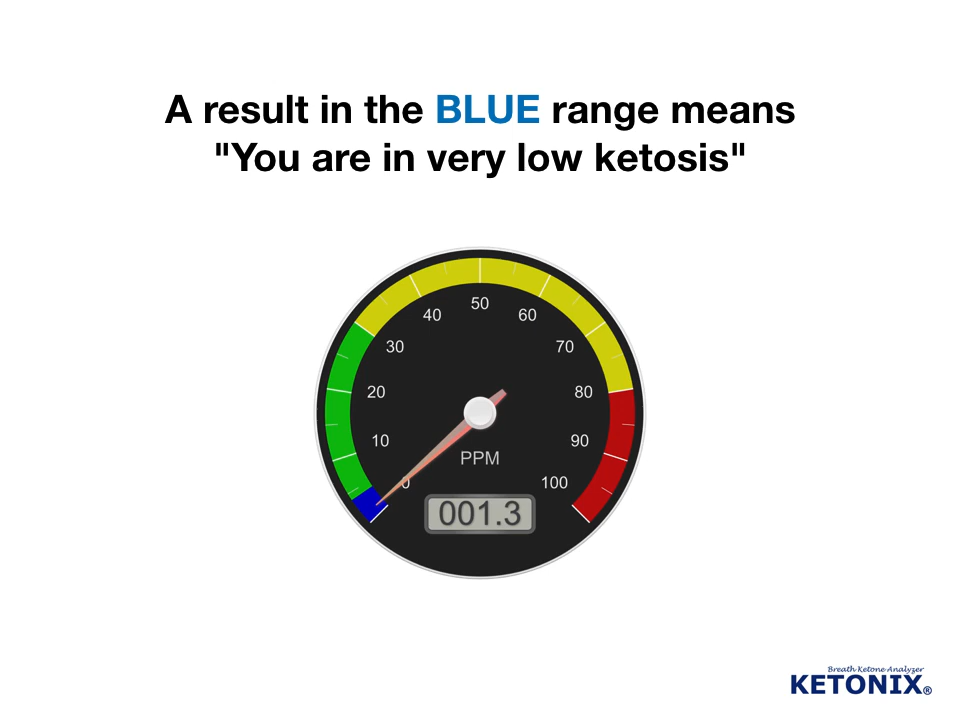 A result in the BLUE range means
"You are in very low ketosis"
50
40
60
30
70
20
80
10
90
PPM
0
100
001.3
Breath Ketone Analyzer
KETONIX®